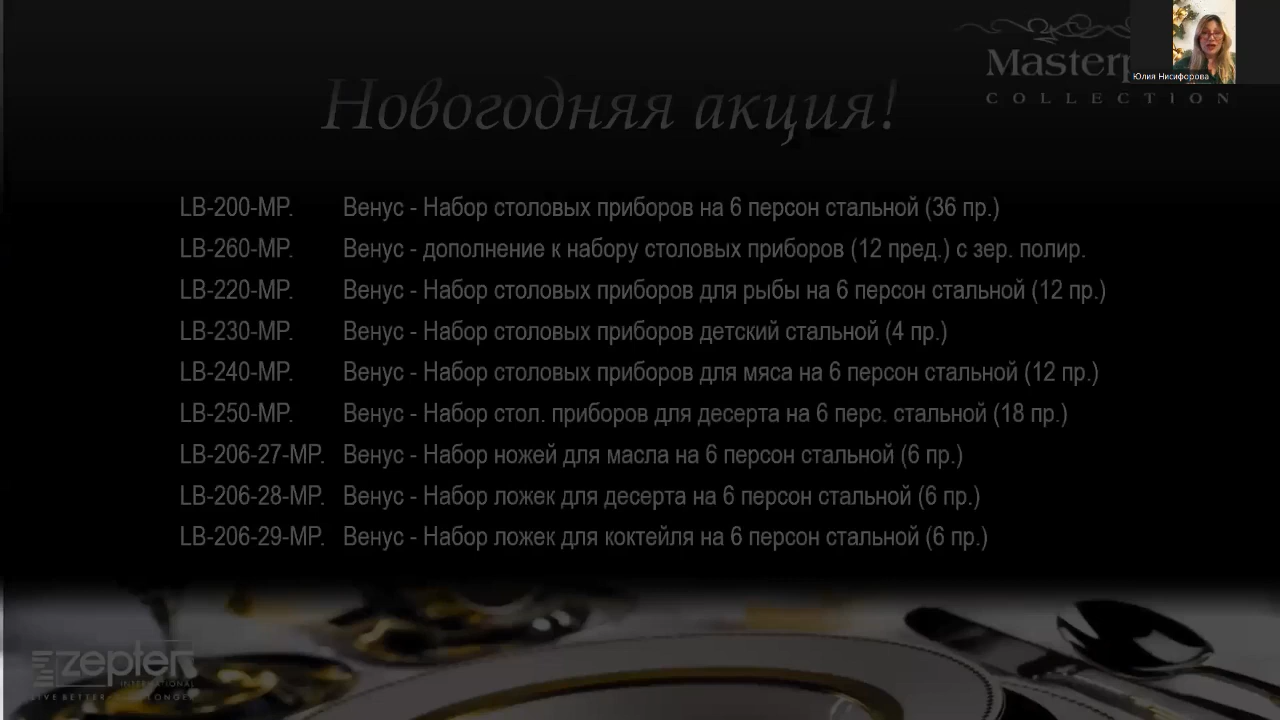 Masterp
COLLECTION
Юлия Нисифорова
Новогодняя акция!
LB-200-MP. Венус - Набор столовых приборов на 6 персон стальной (36 пр.)
LB-260-MP. Венус - дополнение к набору столовых приборов (12 пред.) с зер. полир.
LB-220-MP. Венус - Набор столовых приборов для рыбы на 6 персон стальной (12 пр.)
LB-230-MP. Венус - Набор столовых приборов детский стальной (4 пр.)
LB-240-MP. Венус - Набор столовых приборов для мяса на 6 персон стальной (12 пр.)
LB-250-MP. Венус - Набор стол. приборов для десерта на 6 перс. стальной (18 пр.)
LB-206-27-MP. Венус - Набор ножей для масла на 6 персон стальной (6 пр.)
LB-206-28-MP. Венус - Набор ложек для десерта на 6 персон стальной (6 пр.)
LB-206-29-MP. Венус - Набор ложек для коктейля на 6 персон стальной (6 пр.)
zepter
INTERNATIONAL
LIVE BETTER LONGER